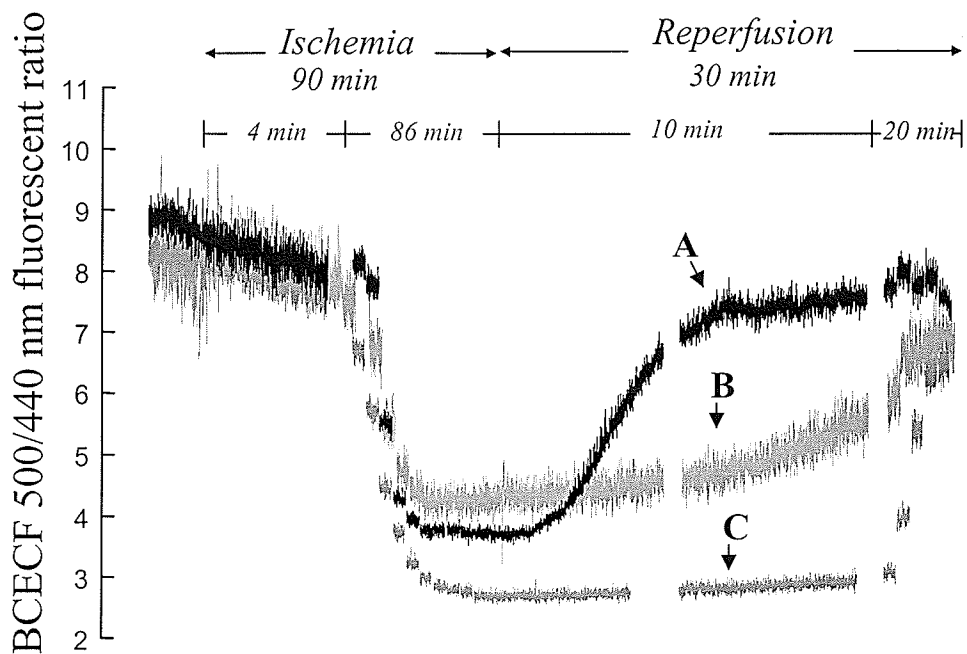 Ischemia
90 min
Reperfusion
30 min
4 min
86 min
10 min
20 min
BCECF 500/440 nm fluorescent ratio
11
10
9
8
7
6
5
4
3
2
A
B
C